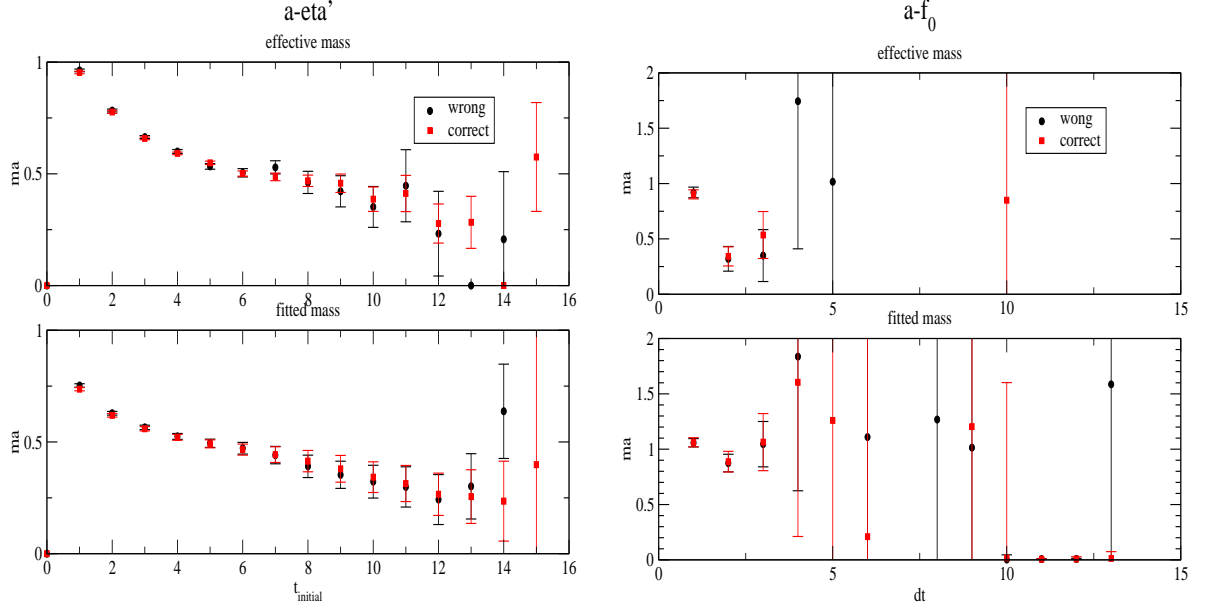 a-eta’
effective mass
1
0.5
0
ma
wrong
correct
0 2 4 6 8 10 12 14 16
fitted mass
1
0.5
0
ma
0 2 4 6 8 10 12 14 16
t_initial
a-f_0
effective mass
2
1.5
1
0.5
0
ma
wong
correct
0 5 10 15
fitted mass
2
1.5
1
0.5
0
ma
0 5 10 15
dt